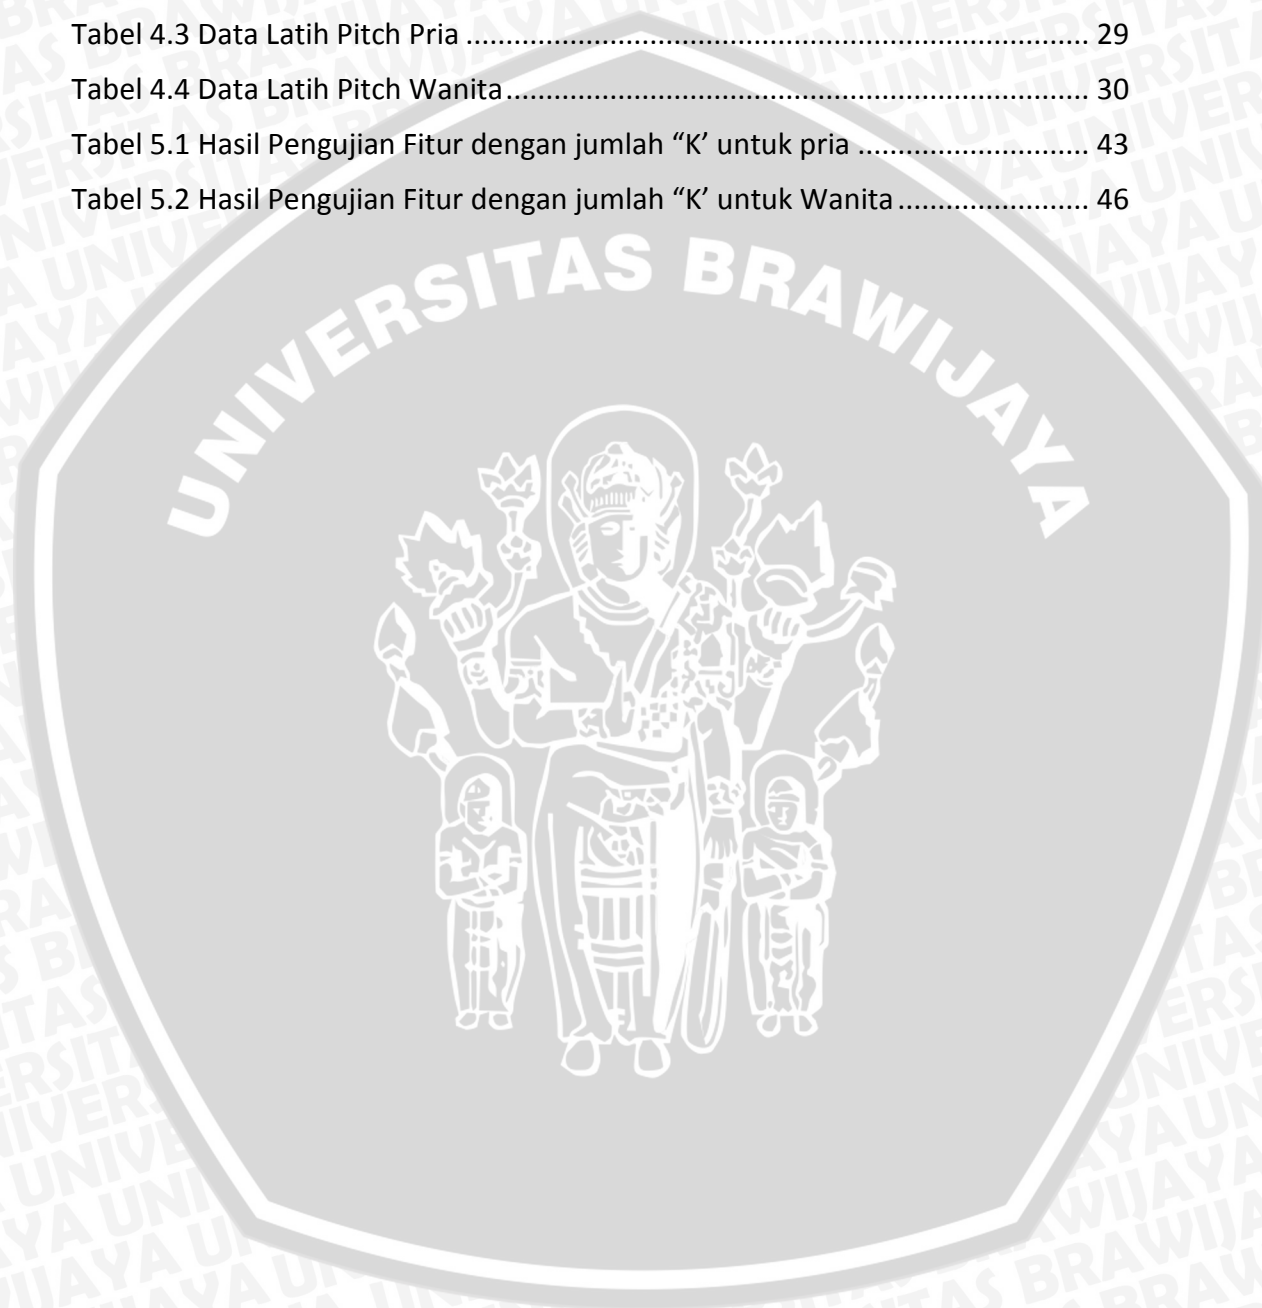 Tabel 4.3 Data Latih Pitch Pria ................................................................................ 29
Tabel 4.4 Data Latih Pitch Wanita ........................................................................... 30
Tabel 5.1 Hasil Pengujian Fitur dengan jumlah “K’ untuk pria .............................. 43
Tabel 5.2 Hasil Pengujian Fitur dengan jumlah “K’ untuk Wanita ........................ 46
UNIVERSITAS BRAWIJAYA